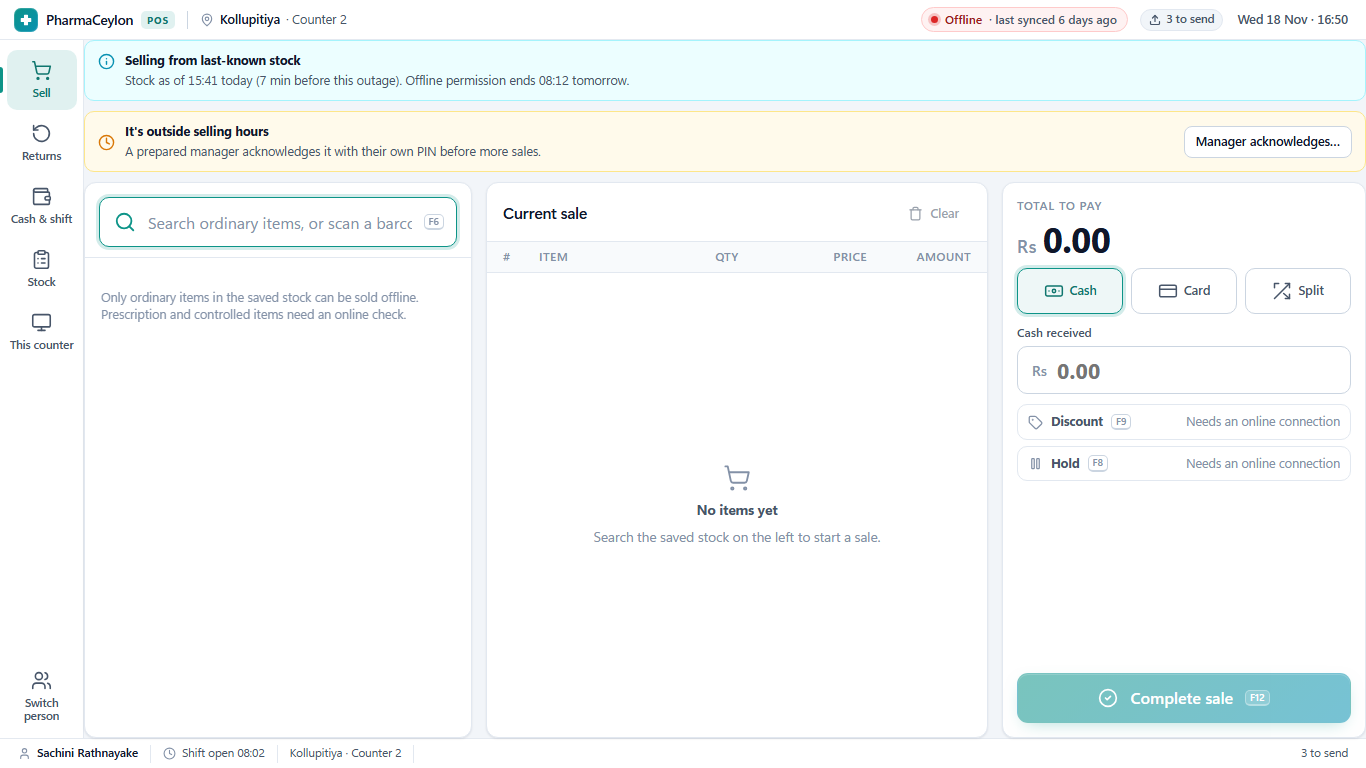 PharmaCeylon POS
Kollupitiya · Counter 2
Offline · last synced 6 days ago
3 to send
Wed 18 Nov · 16:50
Selling from last-known stock
Stock as of 15:41 today (7 min before this outage). Offline permission ends 08:12 tomorrow.
It's outside selling hours
A prepared manager acknowledges it with their own PIN before more sales.
Manager acknowledges...
Sell
Returns
Cash & shift
Stock
This counter
Switch
person
Search ordinary items, or scan a barcc F6
Only ordinary items in the saved stock can be sold offline.
Prescription and controlled items need an online check.
Current sale
Clear
# ITEM QTY PRICE AMOUNT
No items yet
Search the saved stock on the left to start a sale.
TOTAL TO PAY
Rs 0.00
Cash
Card
Split
Cash received
Rs 0.00
Discount F9 Needs an online connection
Hold F8 Needs an online connection
Complete sale F12
Sachini Rathnayake
Shift open 08:02
Kollupitiya · Counter 2
3 to send